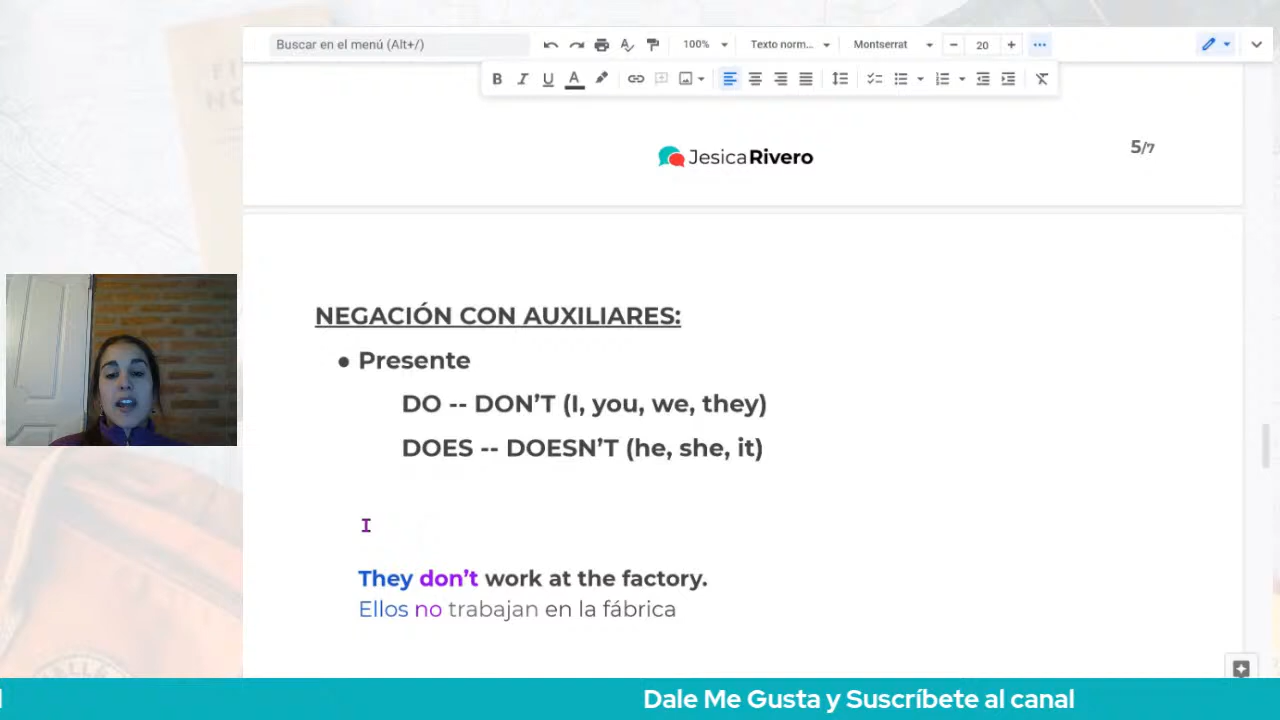 Buscar en el menú (Alt+/)
100%
Texto norm...
Montserrat
20
B I U A
Jesica Rivero
5/7
NEGACIÓN CON AUXILIARES:
● Presente
DO -- DON’T (I, you, we, they)
DOES -- DOESN’T (he, she, it)
They don’t work at the factory.
Ellos no trabajan en la fábrica
Dale Me Gusta y Suscríbete al canal